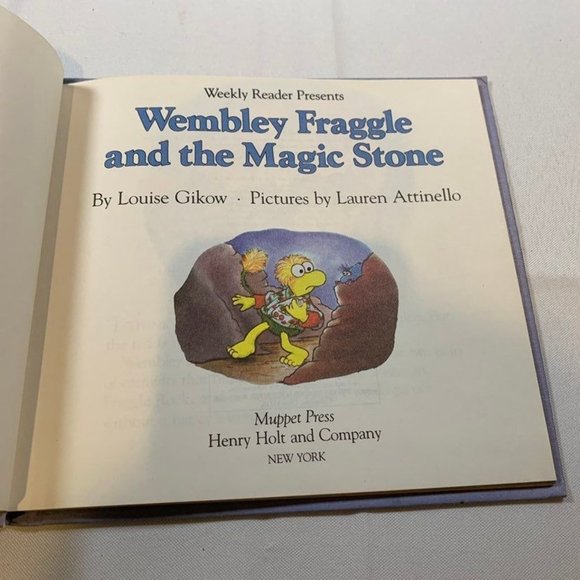 Weekly Reader Presents
Wembley Fraggle
and the Magic Stone
By Louise Gikow · Pictures by Lauren Attinello
Muppet Press
Henry Holt and Company
NEW YORK